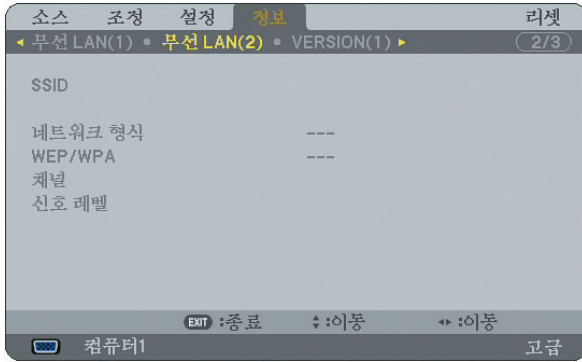 소스 조정 설정 정보 리셋
◂ 무선 LAN(1) • 무선 LAN(2) • VERSION(1) ▸ 2/3
SSID
네트워크 형식 ---
WEP/WPA ---
채널
신호 레벨
EXIT :종료 :이동 :이동
컴퓨터1 고급